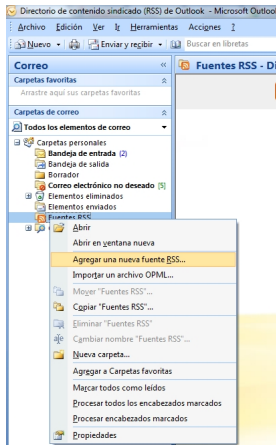 Directorio de contenido sindicado (RSS) de Outlook - Microsoft Outlook
Archivo Edición Ver Ir Herramientas Acciones ?
Nuevo Enviar y recibir Buscar en libretas
Correo « Fuentes RSS - Di
Carpetas favoritas
Arrastre aquí sus carpetas favoritas
Carpetas de correo
Todos los elementos de correo
Carpetas personales
Bandeja de entrada (2)
Bandeja de salida
Borrador
Correo electrónico no deseado [5]
Elementos eliminados
Elementos enviados
Fuentes RSS
Abrir
Abrir en ventana nueva
Agregar una nueva fuente RSS...
Importar un archivo OPML...
Mover "Fuentes RSS"...
Copiar "Fuentes RSS"...
Eliminar "Fuentes RSS"
Cambiar nombre "Fuentes RSS"...
Nueva carpeta...
Agregar a Carpetas favoritas
Marcar todos como leídos
Procesar todos los encabezados marcados
Procesar encabezados marcados
Propiedades